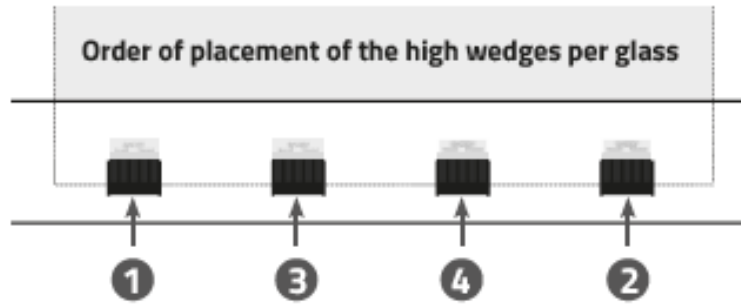 Order of placement of the high wedges per glass
1 3 4 2